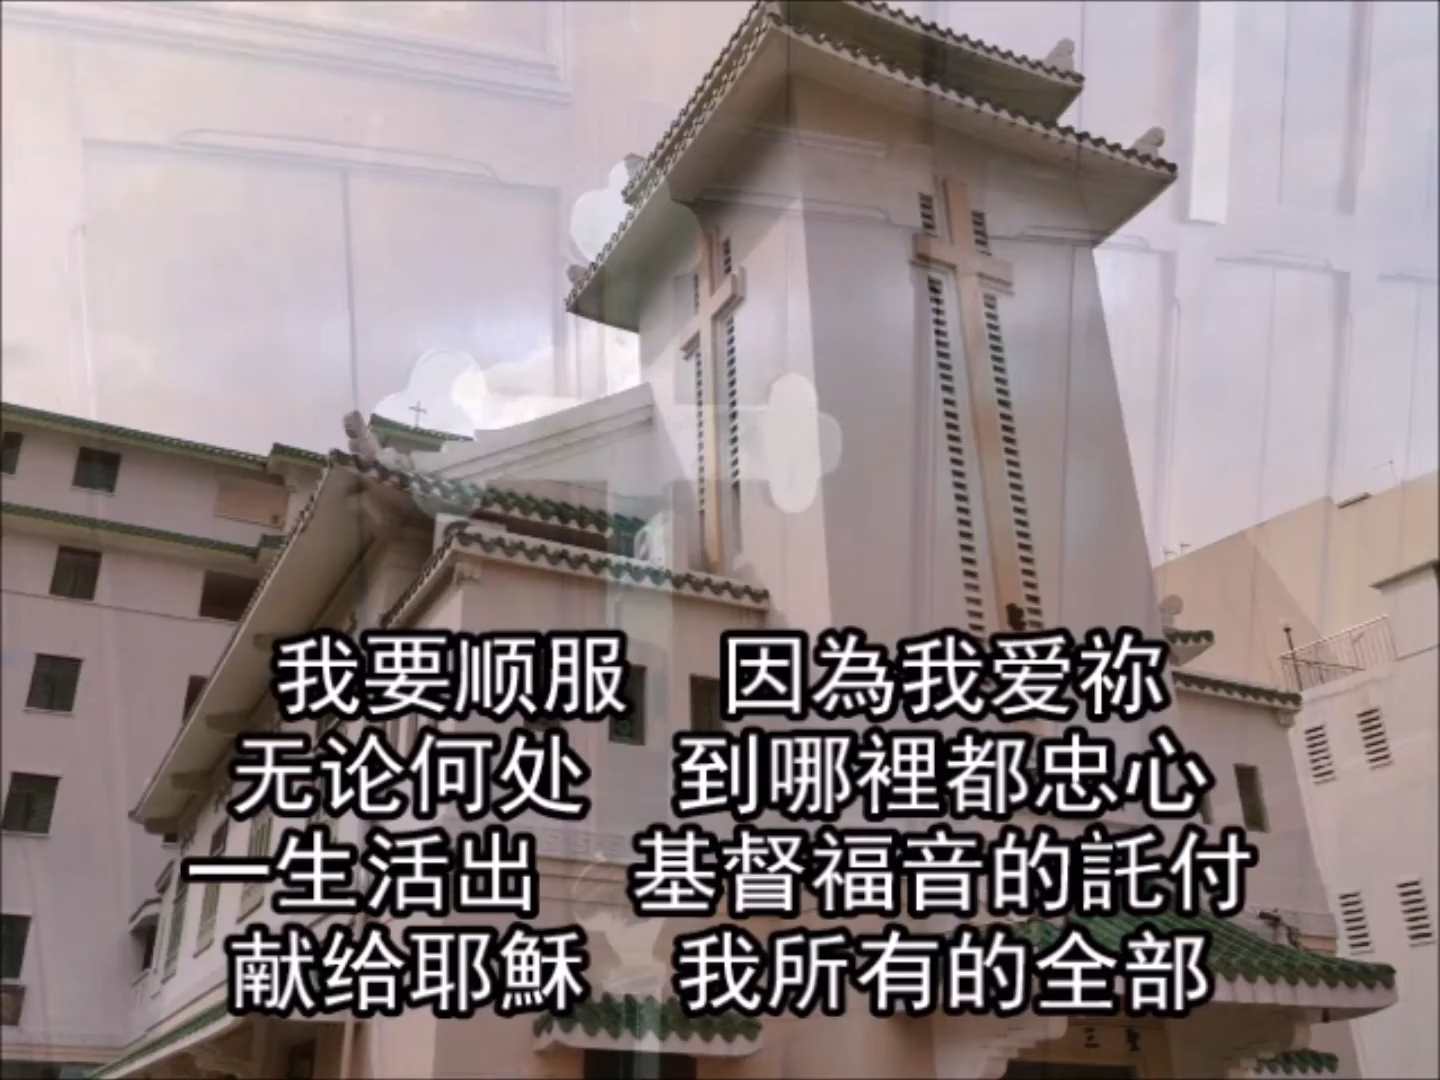 我要顺服 因為我爱祢
无论何处 到哪裡都忠心
一生活出 基督福音的託付
献给耶穌 我所有的全部